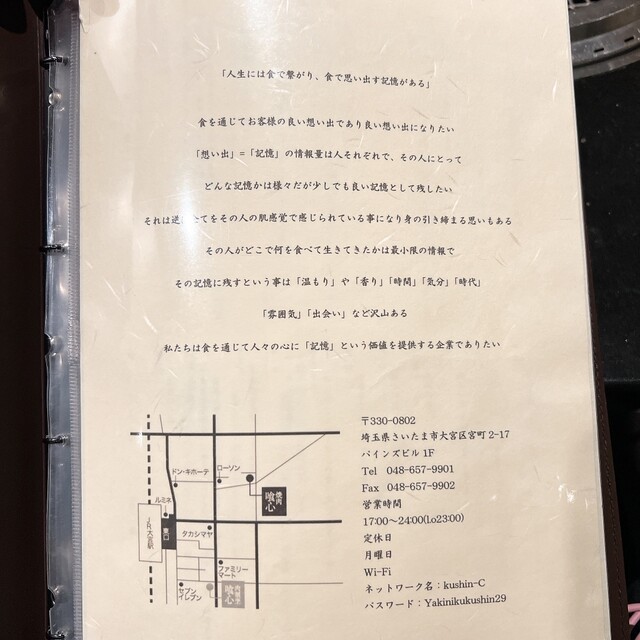 「人生には食で繋がり、食で思い出す記憶がある」
食を通じてお客様の良い想い出であり良い想い出になりたい
「想い出」=「記憶」の情報量は人それぞれで、その人にとって
どんな記憶かは様々だが少しでも良い記憶として残したい
それは逆に全てをその人の肌感覚で感じられている事になり身の引き締まる思いもある
その人がどこで何を食べて生きてきたかは最小限の情報で
その記憶に残すという事は「温もり」や「香り」「時間」「気分」「時代」
「雰囲気」「出会い」など沢山ある
私たちは食を通じて人々の心に「記憶」という価値を提供する企業でありたい
ドン・キホーテ
ローソン
焼肉
喰心
ルミネ
JR大宮駅
東口
タカシマヤ
ファミリー
マート
セブン
イレブン
喰心
〒330-0802
埼玉県さいたま市大宮区宮町2-17
パインズビル1F
Tel 048-657-9901
Fax 048-657-9902
営業時間
17:00〜24:00(l.o23:00)
定休日
月曜日
Wi-Fi
ネットワーク名：kushin-C
パスワード：Yakinikukushin29